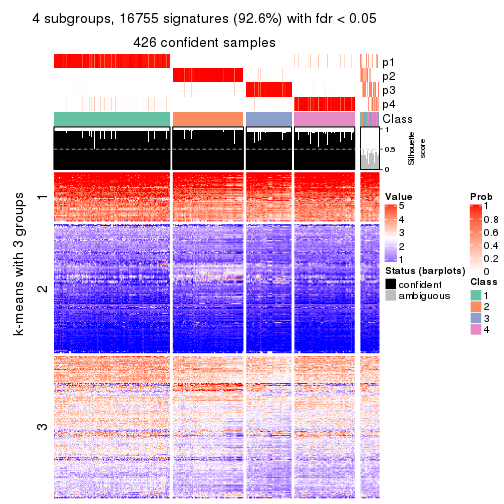 4 subgroups, 16755 signatures (92.6%) with fdr < 0.05
426 confident samples
p1
p2
p3
p4
Class
1
0.5
0
Silhouette
score
k-means with 3 groups
1
2
3
Value
5
4
3
2
1
Status (barplots)
confident
ambiguous
Prob
1
0.8
0.6
0.4
0.2
0
Class
1
2
3
4